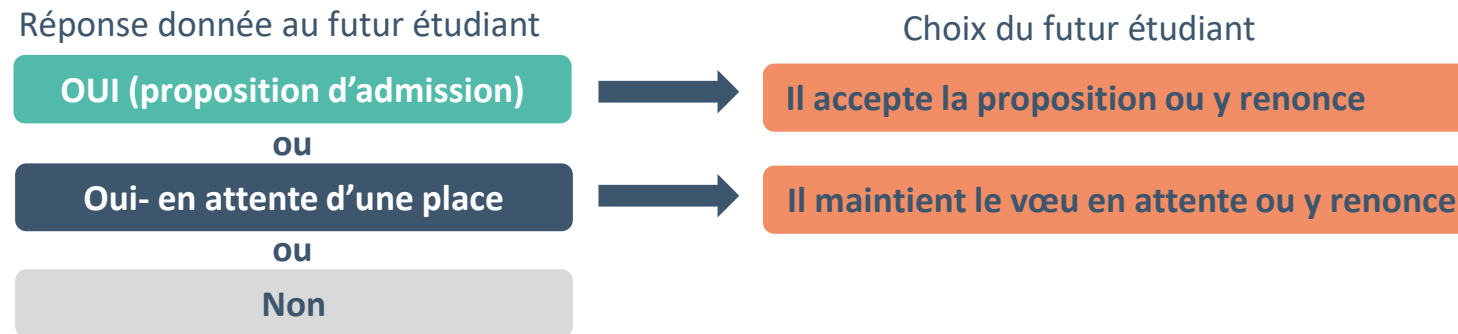 Réponse donnée au futur étudiant
Choix du futur étudiant
OUI (proposition d’admission)
Il accepte la proposition ou y renonce
ou
Oui- en attente d’une place
Il maintient le vœu en attente ou y renonce
ou
Non